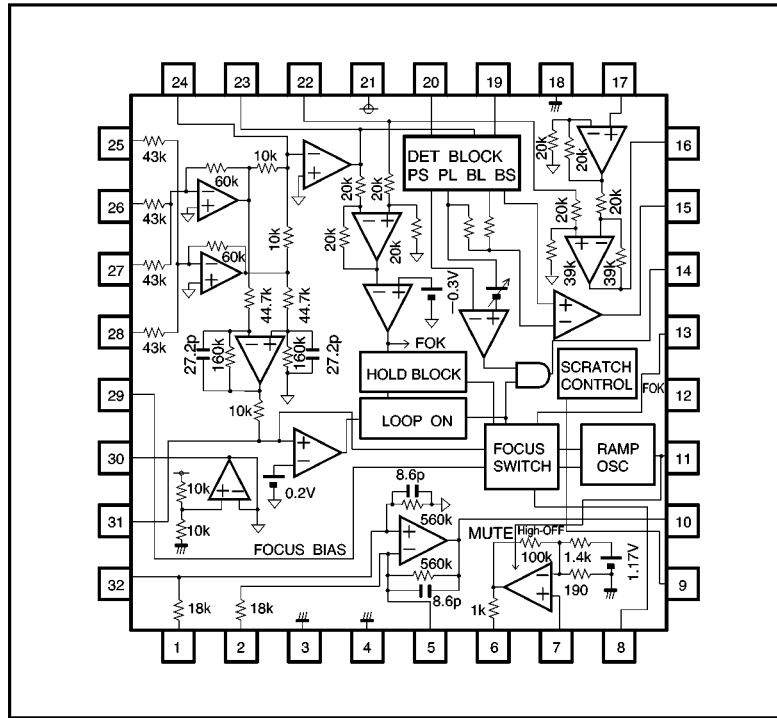 24 23 22 21 20 19 18 17
25
43k
26
43k
27
43k
28
43k
29
30
31
32
16
15
14
13
12
11
10
9
1 2 3 4 5 6 7 8
60k
10k
60k
10k
44.7k
44.7k
27.2p
160k
160k
27.2p
10k
20k
20k
20k
20k
DET BLOCK
PS PL BL BS
−0.3V
20k
20k
20k
20k
39k
39k
FOK
HOLD BLOCK
LOOP ON
SCRATCH
CONTROL
FOK
FOCUS
SWITCH
RAMP
OSC
0.2V
10k
10k
FOCUS BIAS
8.6p
560k
560k
8.6p
MUTE
High-OFF
100k
1.4k
190
1.17V
1k
18k
18k
− + − + − + − + − +